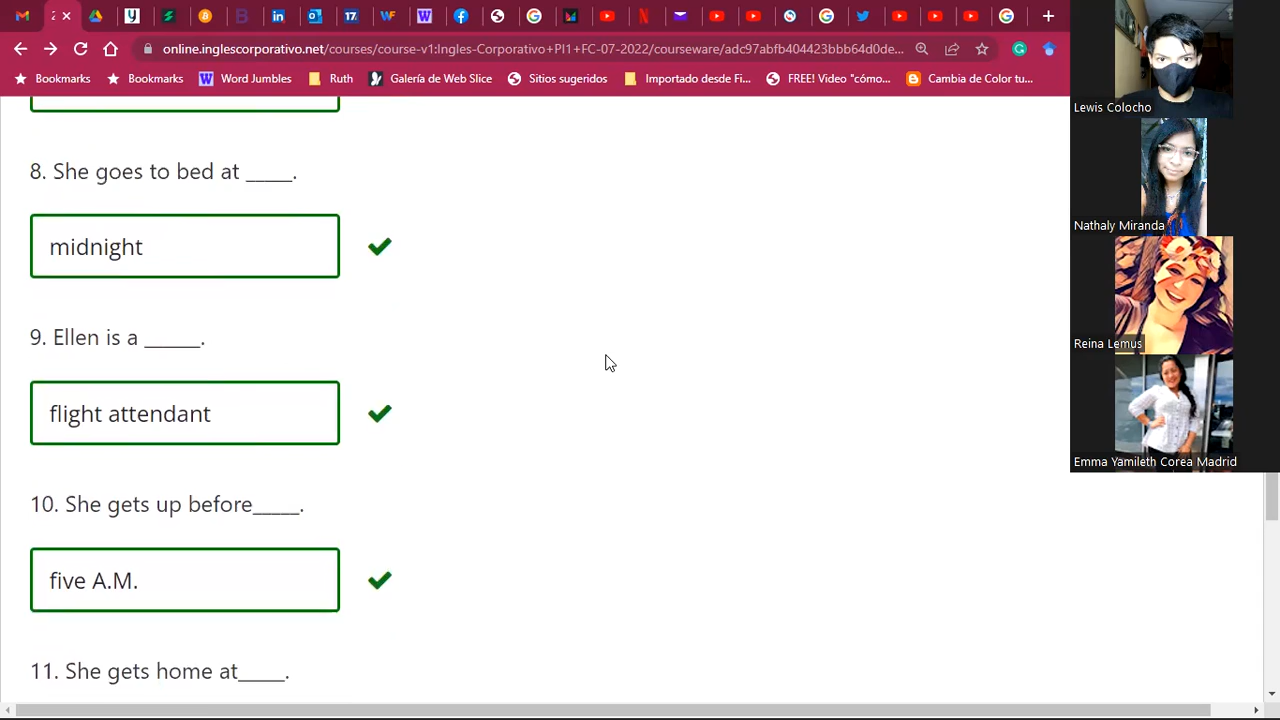 17.
WF
W
online.inglescorporativo.net/courses/course-v1:Ingles-Corporativo+PI1+FC-07-2022/courseware/adc97abfb404423bbb64d0de...
Bookmarks
Bookmarks
Word Jumbles
Ruth
Galería de Web Slice
Sitios sugeridos
Importado desde Fi...
FREE! Video "cómo...
Cambia de Color tu...
8. She goes to bed at _____.
midnight
9. Ellen is a ______.
flight attendant
10. She gets up before_____.
five A.M.
11. She gets home at_____.
Lewis Colocho
Nathaly Miranda
Reina Lemus
Emma Yamileth Corea Madrid